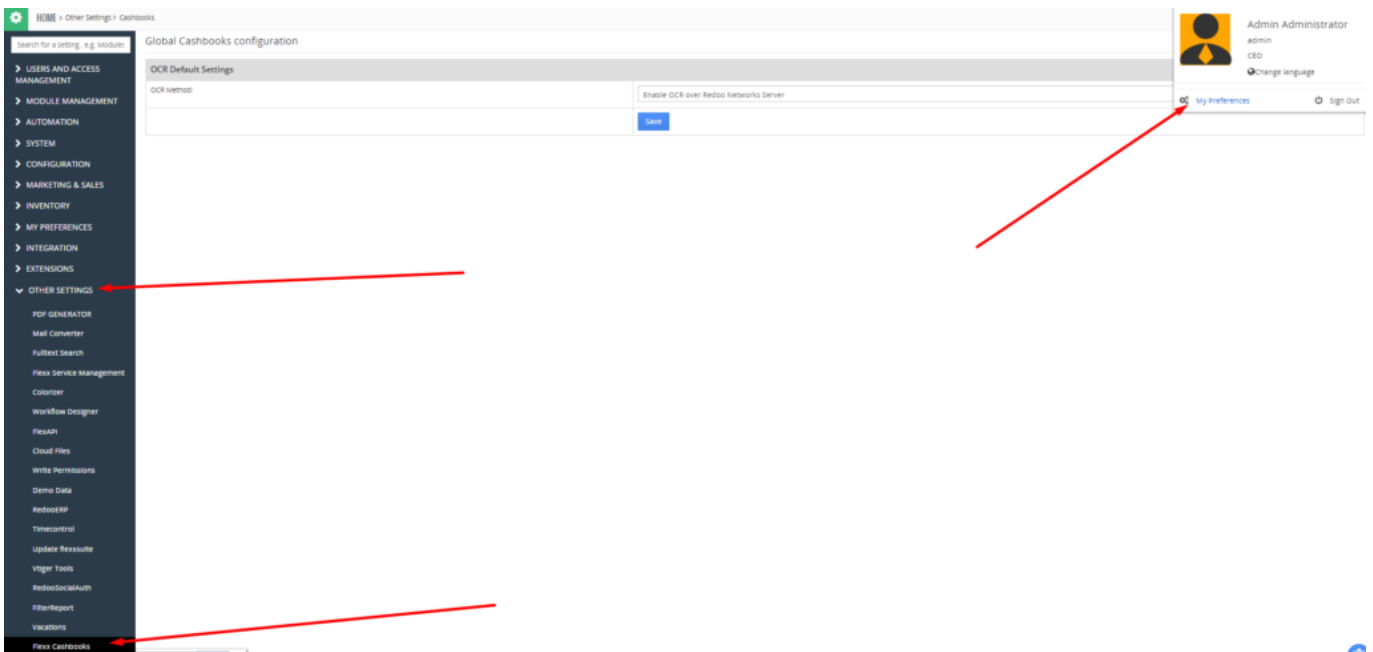 HOME > Other Settings > Cashbooks
Search for a setting , e.g. Modules
USERS AND ACCESS
MANAGEMENT
MODULE MANAGEMENT
AUTOMATION
SYSTEM
CONFIGURATION
MARKETING & SALES
INVENTORY
MY PREFERENCES
INTEGRATION
EXTENSIONS
OTHER SETTINGS
PDF GENERATOR
Mail Converter
Fulltext Search
Flexx Service Management
Colorizer
Workflow Designer
FlexAPI
Cloud Files
Write Permissions
Demo Data
RedooERP
Timecontrol
Update flexxsuite
Vtiger Tools
RedooSocialAuth
FilterReport
Vacations
Flexx Cashbooks
Global Cashbooks configuration
OCR Default Settings
OCR Method:
Enable OCR over Redoo Networks Server
Save
Admin Administrator
admin
CEO
Change language
My Preferences
Sign Out